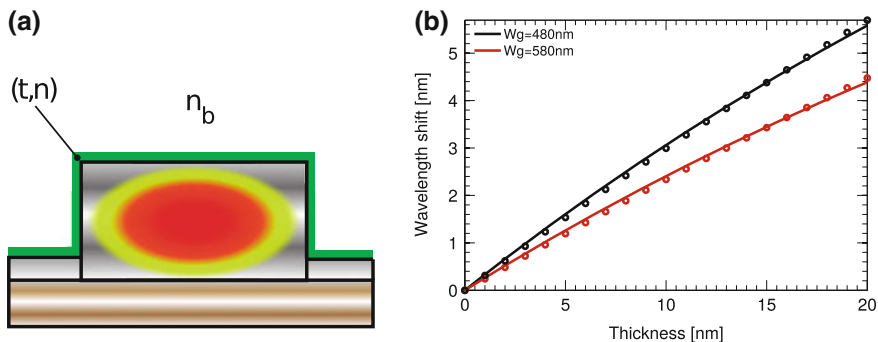 (a)
(t,n)
n_b
(b)
Wg=480nm
Wg=580nm
Wavelength shift [nm]
5
4
3
2
1
0
0 5 10 15 20
Thickness [nm]